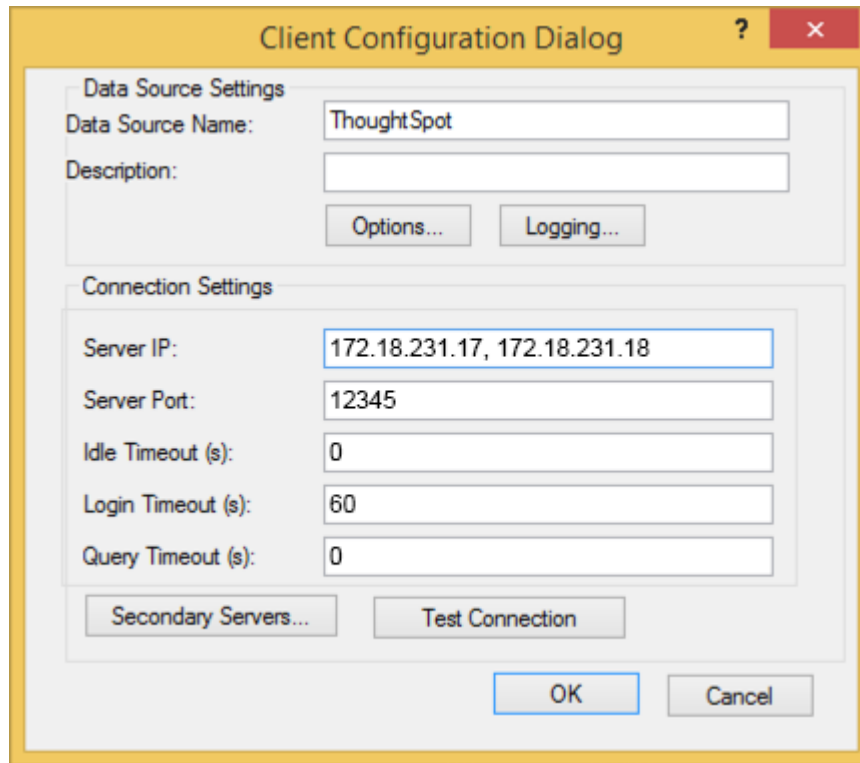 Client Configuration Dialog ? ×
Data Source Settings
Data Source Name: ThoughtSpot
Description:
Options... Logging...
Connection Settings
Server IP: 172.18.231.17, 172.18.231.18
Server Port: 12345
Idle Timeout (s): 0
Login Timeout (s): 60
Query Timeout (s): 0
Secondary Servers... Test Connection
OK Cancel